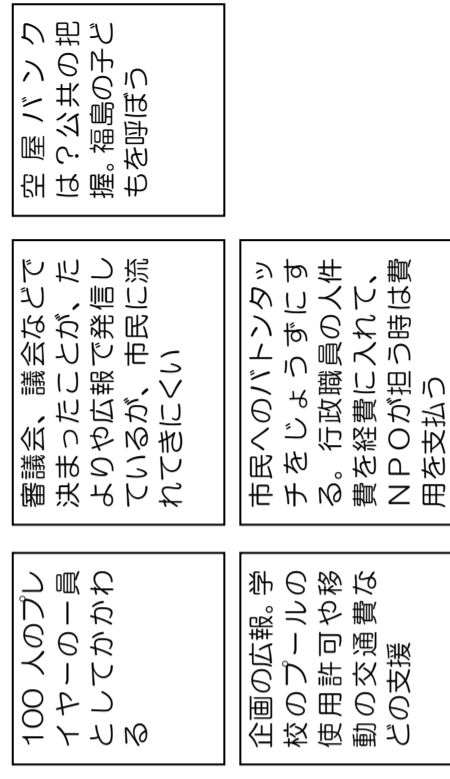 100 人のプレ
イヤーの一員
としてかかわ
る
審議会、議会などで
決まったことが、た
よりや広報で発信し
ているが、市民に流
れてきにくい
空屋バンク
は？公共の把
握。福島の子ど
もを呼ぼう
企画の広報。学
校のプールの
使用許可や移
動の交通費な
どの支援
市民へのバトンタッ
チをじょうずにす
る。行政職員の人件
費を経費に入れて、
ＮＰＯが担う時は費
用を支払う